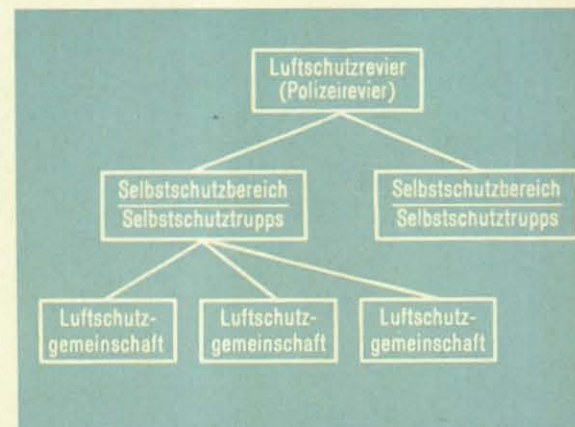 Luftschutzrevier
(Polizeirevier)
Selbstschutzbereich
Selbstschutztrupps
Selbstschutzbereich
Selbstschutztrupps
Luftschutz-
gemeinschaft
Luftschutz-
gemeinschaft
Luftschutz-
gemeinschaft